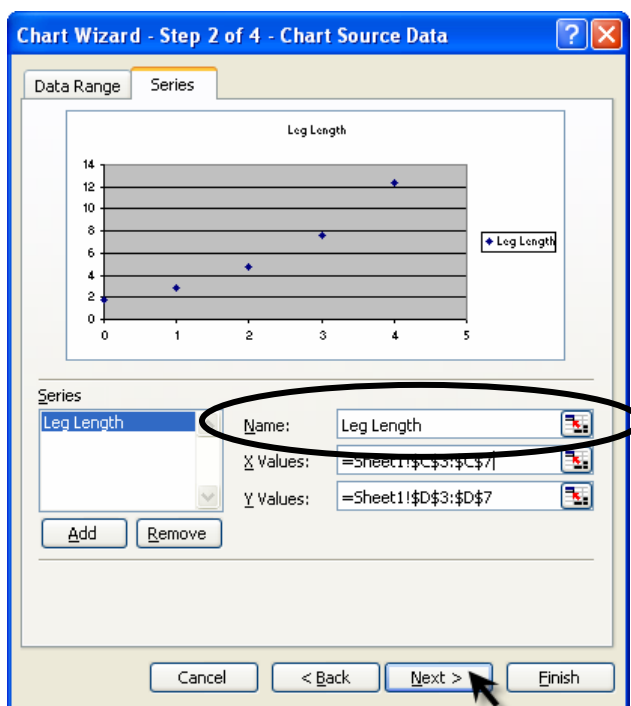 Chart Wizard - Step 2 of 4 - Chart Source Data
?
Data Range Series
Leg Length
14
12
10
8
6
4
2
0
0 1 2 3 4 5
Leg Length
Series
Leg Length
Name: Leg Length
X Values: =Sheet1!$C$3:$C$7
Y Values: =Sheet1!$D$3:$D$7
Add Remove
Cancel < Back Next > Finish